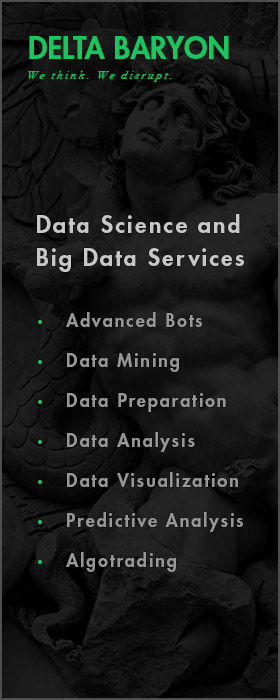 DELTA BARYON
We think. We disrupt.
Data Science and
Big Data Services
Advanced Bots
Data Mining
Data Preparation
Data Analysis
Data Visualization
Predictive Analysis
Algotrading